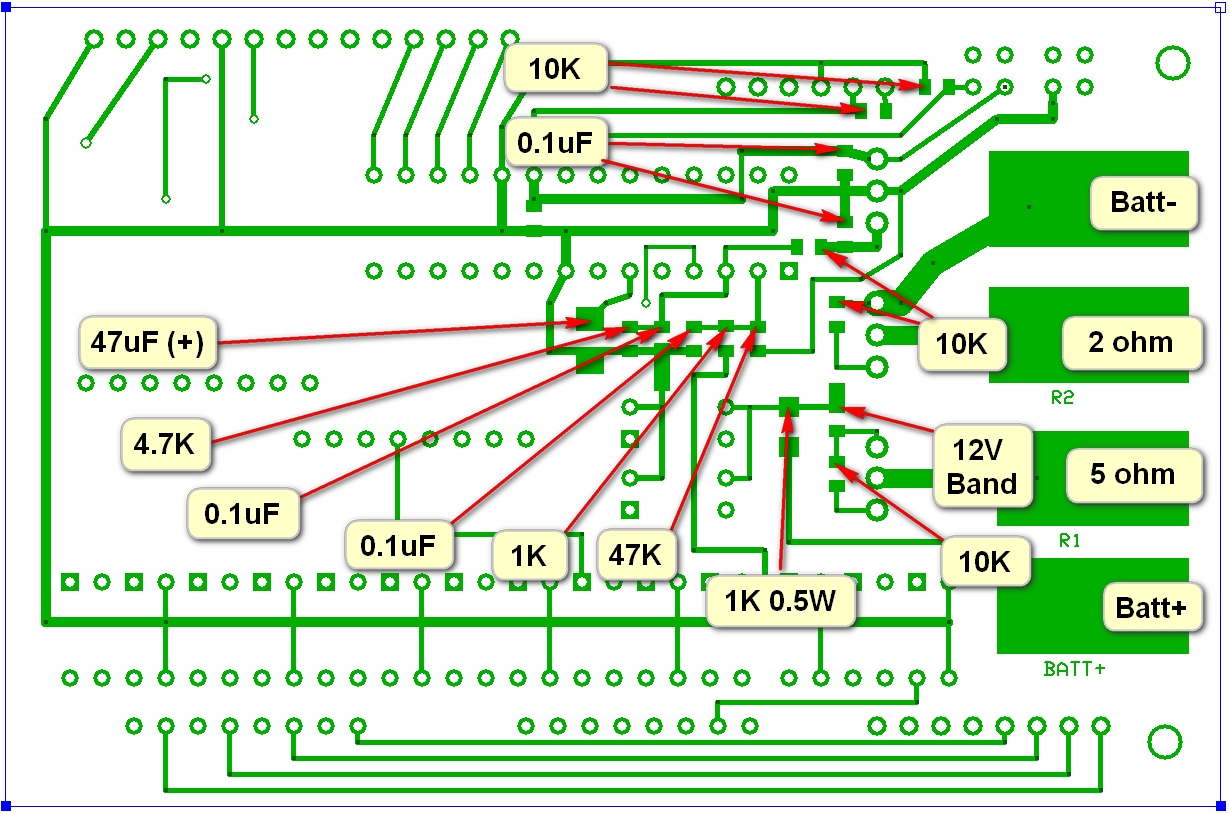 10K
0.1uF
Batt-
47uF (+)
10K
2 ohm
R2
4.7K
12V
Band
5 ohm
0.1uF
0.1uF
1K
47K
R1
10K
1K 0.5W
Batt+
BATT+